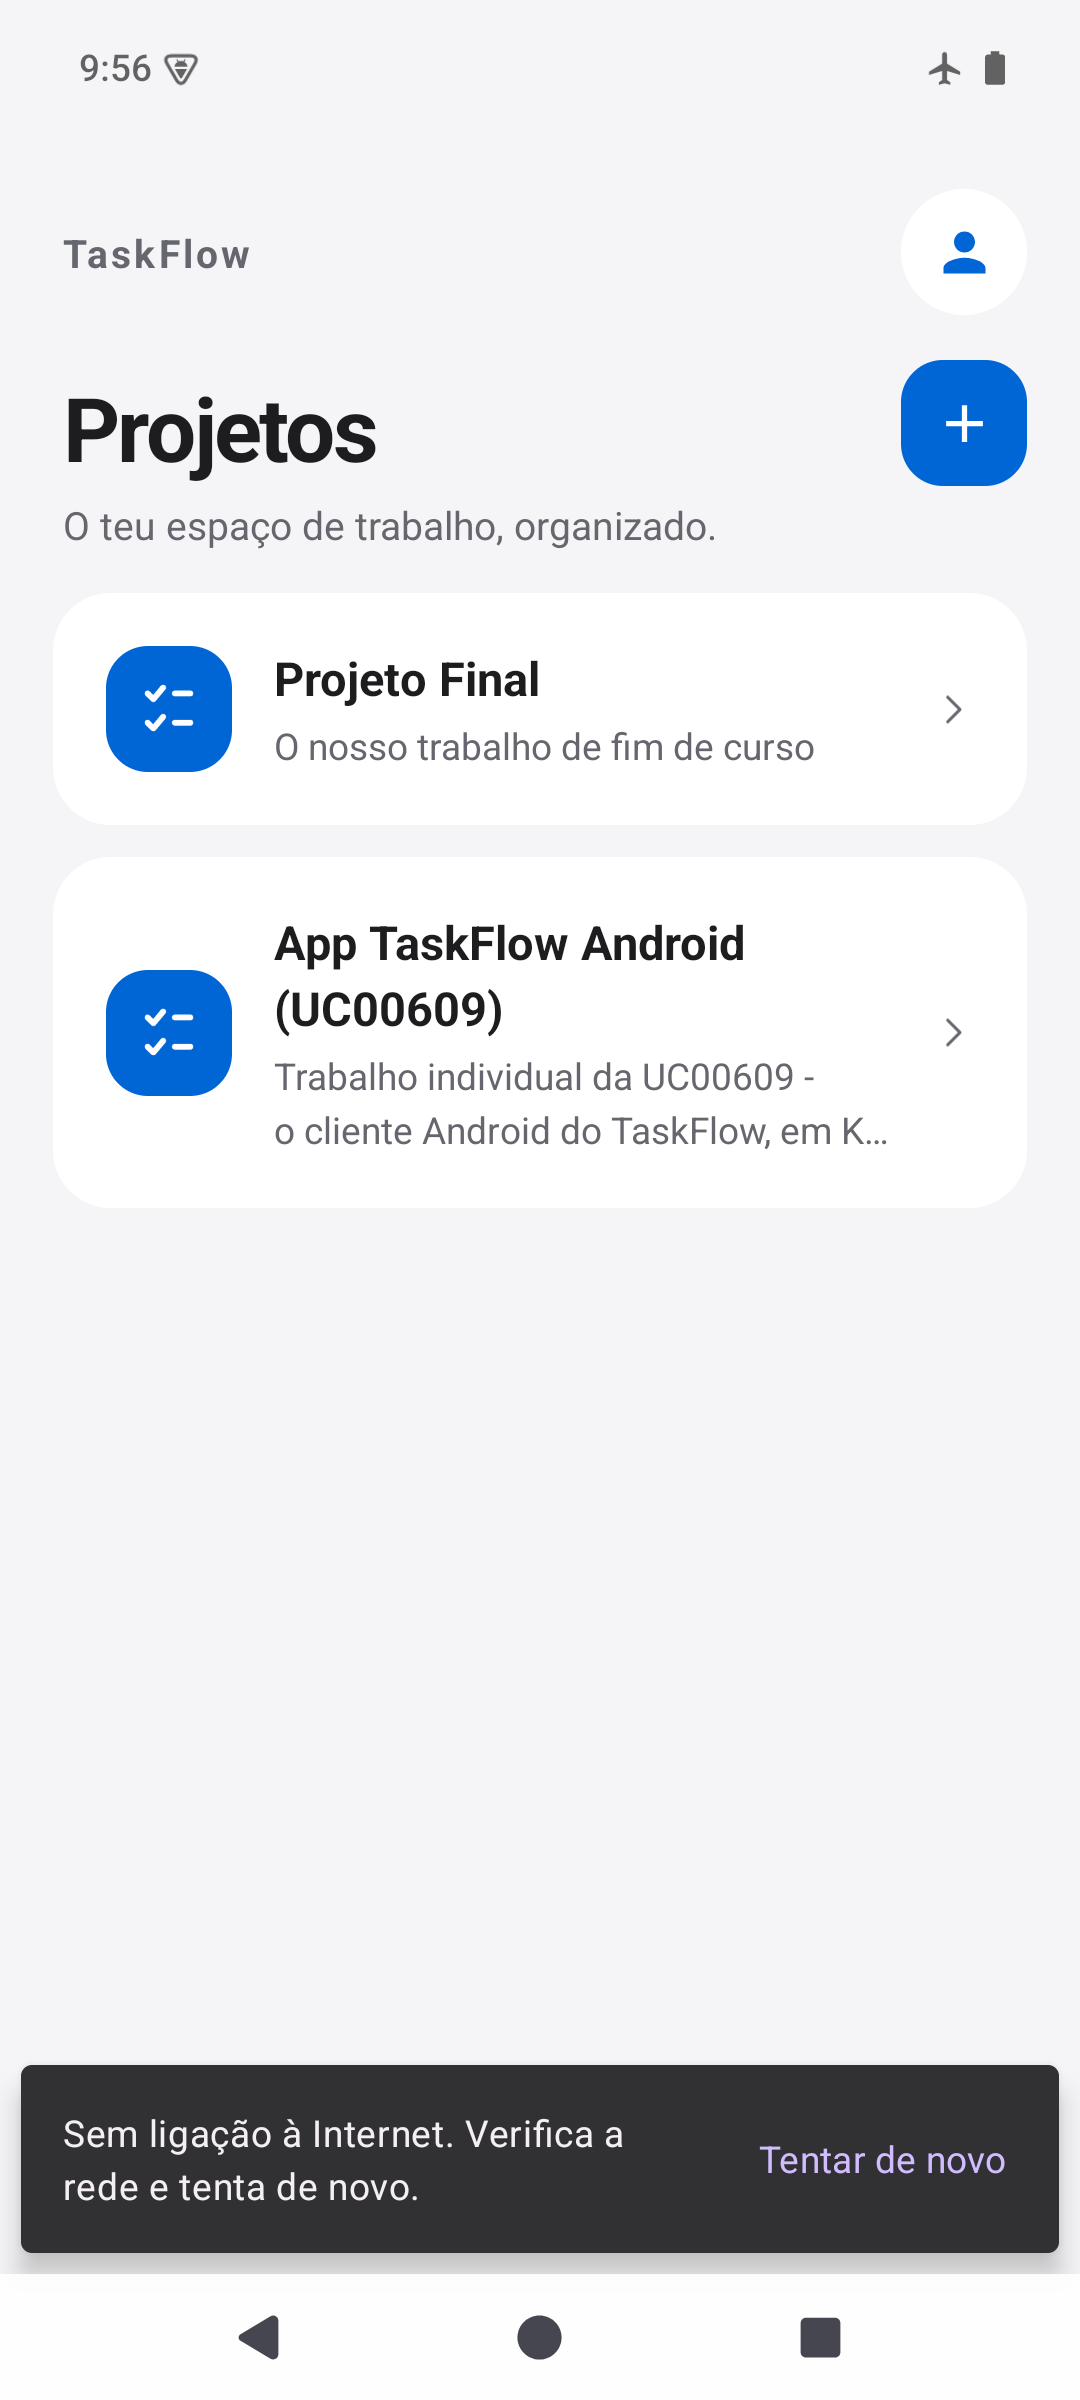 9:56
TaskFlow
Projetos
O teu espaço de trabalho, organizado.
Projeto Final
O nosso trabalho de fim de curso
App TaskFlow Android
(UC00609)
Trabalho individual da UC00609 -
o cliente Android do TaskFlow, em K...
Sem ligação à Internet. Verifica a
rede e tenta de novo.
Tentar de novo